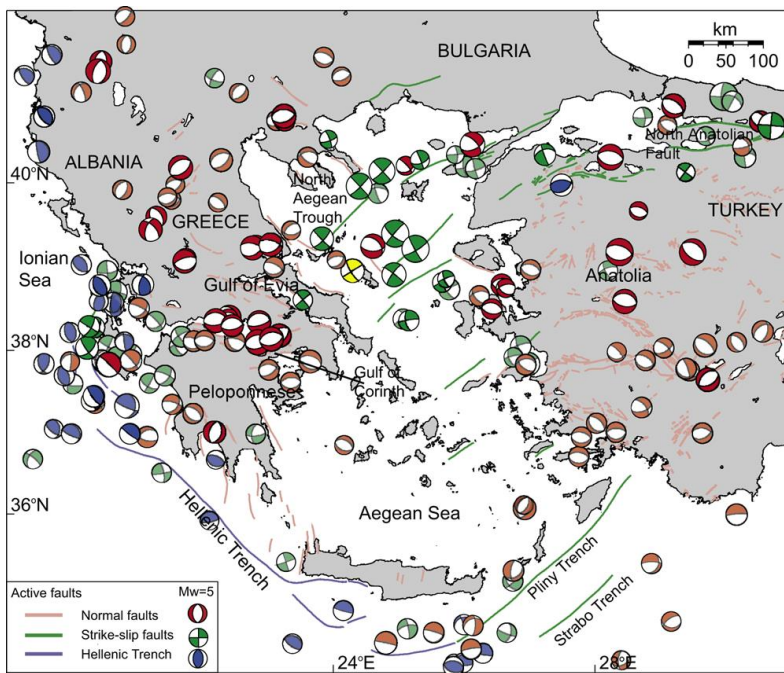 km
0 40 80 100
BULGARIA
North Anatolian
Fault
ALBANIA
40°N
North
Aegean
Trough
TURKEY
GREECE
Ionian
Sea
Anatolia
Gulf of Evia
38°N
Gulf of
Corinth
Peloponnese
36°N
Aegean Sea
Hellenic Trench
Pliny Trench
Strabo Trench
Active faults
Mw=5
Normal faults
Strike-slip faults
Hellenic Trench
24°E
28°E